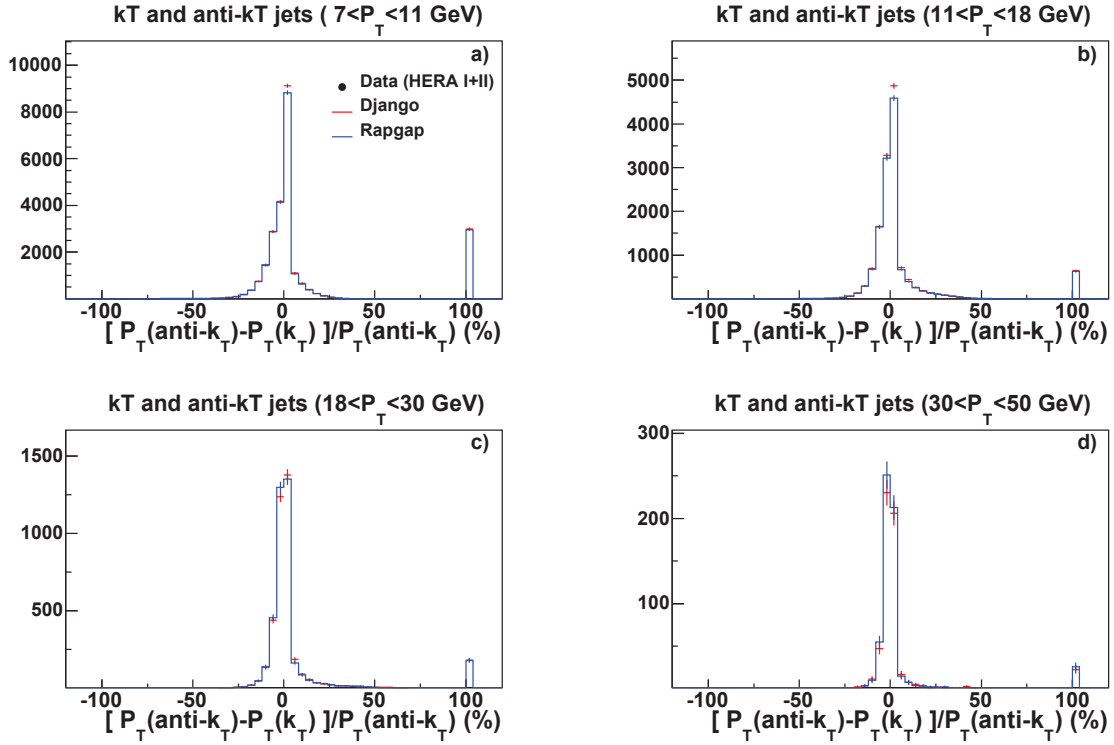 kT and anti-kT jets ( 7<P_T<11 GeV)
a)
10000
8000
6000
4000
2000
Data (HERA I+II)
Django
Rapgap
-100 -50 0 50 100
[ P_T(anti-k_T)-P_T(k_T) ]/P_T(anti-k_T) (%)
kT and anti-kT jets (11<P_T<18 GeV)
b)
5000
4000
3000
2000
1000
-100 -50 0 50 100
[ P_T(anti-k_T)-P_T(k_T) ]/P_T(anti-k_T) (%)
kT and anti-kT jets (18<P_T<30 GeV)
c)
1500
1000
500
-100 -50 0 50 100
[ P_T(anti-k_T)-P_T(k_T) ]/P_T(anti-k_T) (%)
kT and anti-kT jets (30<P_T<50 GeV)
d)
300
200
100
-100 -50 0 50 100
[ P_T(anti-k_T)-P_T(k_T) ]/P_T(anti-k_T) (%)